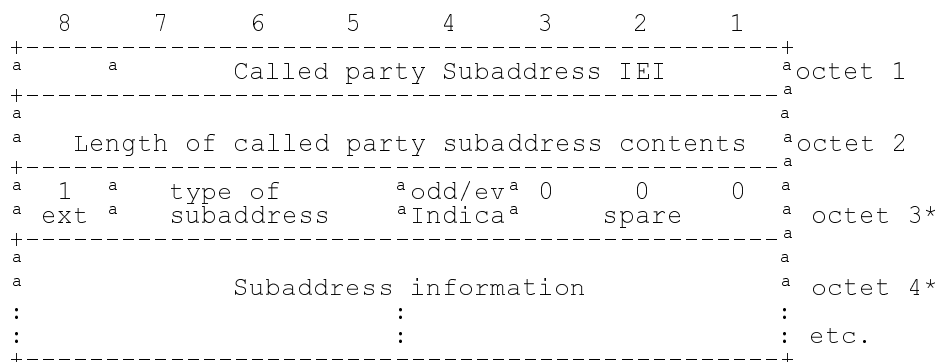 8 7 6 5 4 3 2 1
+-----------------------------------------------+
ª ª Called party Subaddress IEI ª octet 1
+-----------------------------------------------ª
ª ª
ª Length of called party subaddress contents ª octet 2
+-----------------------------------------------ª
ª 1 ª type of ª odd/ev ª 0 0 0 ª
ª ext ª subaddress ª Indica ª spare ª octet 3*
+-----------------------------------------------ª
ª ª
ª Subaddress information ª octet 4*
: : :
: : : etc.
+-----------------------------------------------+